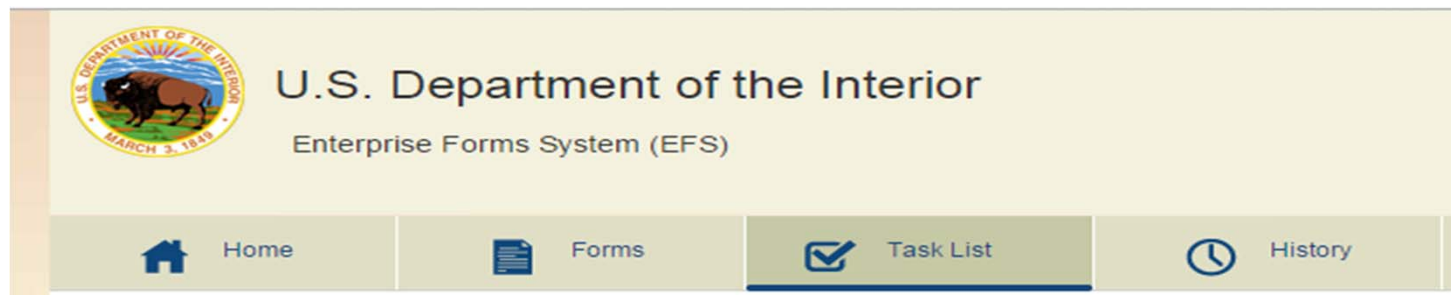 U.S. DEPARTMENT OF THE INTERIOR
MARCH 3, 1849
U.S. Department of the Interior
Enterprise Forms System (EFS)
Home
Forms
Task List
History